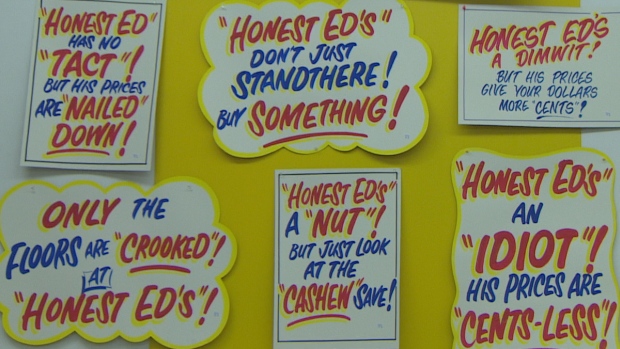 "HONEST ED"
HAS NO
"TACT"!
BUT HIS PRICES
ARE "NAILED"
DOWN!
"HONEST ED'S"
DON'T JUST
STANDTHERE!
BUY SOMETHING!
HONEST ED'S
A DIMWIT!
BUT HIS PRICES
GIVE YOUR DOLLARS
MORE "CENTS"!
ONLY THE
FLOORS ARE "CROOKED"!
AT
"HONEST ED'S"!
"HONEST ED'S"
A "NUT"!
BUT JUST LOOK
AT THE
"CASHEW" SAVE!
"HONEST ED'S"
AN
"IDIOT"!
HIS PRICES ARE
"CENTS-LESS"!